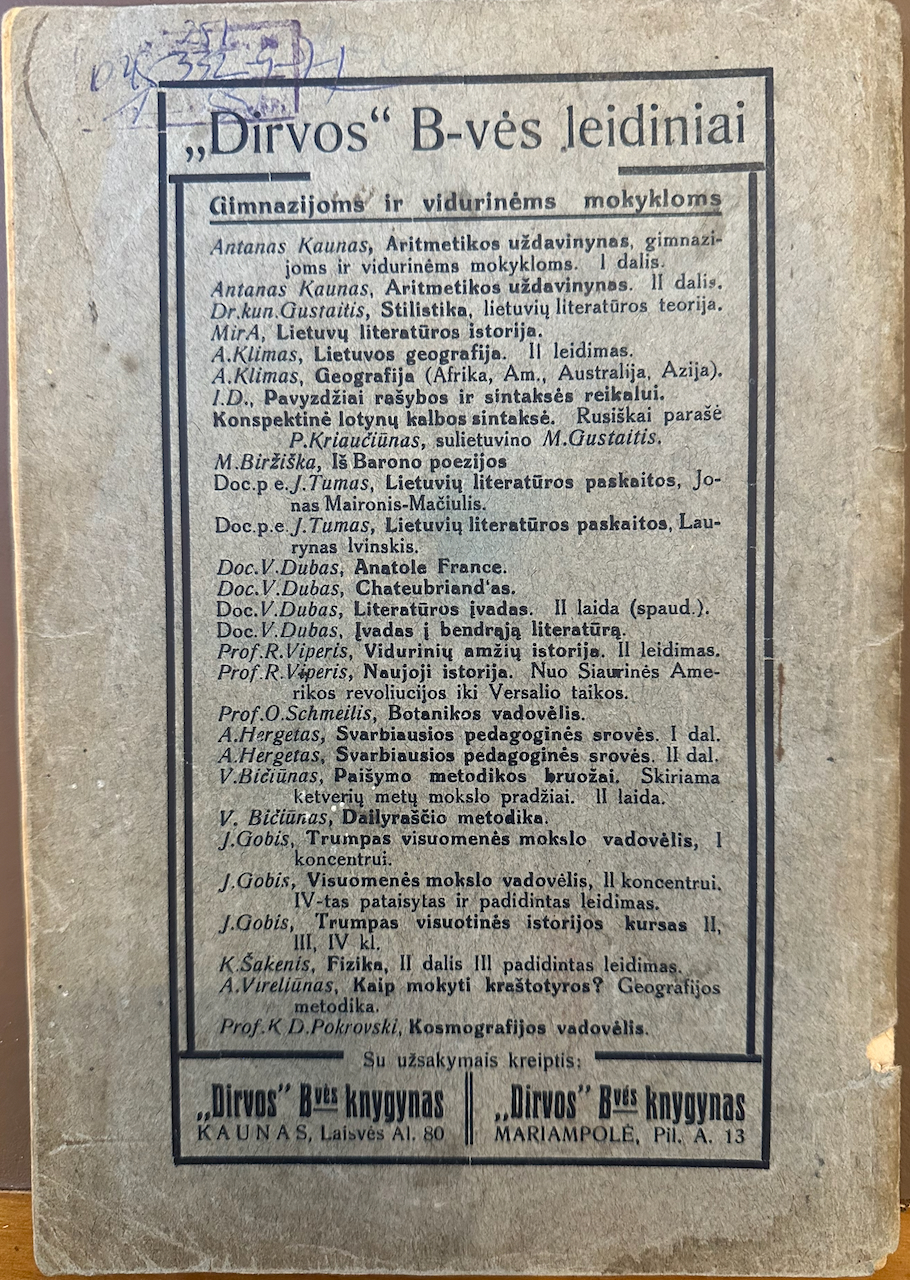 „Dirvos“ B-vės leidiniai
Gimnazijoms ir vidurinėms mokykloms
Antanas Kaunas, Aritmetikos uždavinynas, gimnazi-
joms ir vidurinėms mokykloms. I dalis.
Antanas Kaunas, Aritmetikos uždavinynas. II dalis.
Dr.kun.Gustaitis, Stilistika, lietuvių literatūros teorija.
MirA, Lietuvų literatūros istorija.
A.Klimas, Lietuvos geografija. II leidimas.
A.Klimas, Geografija (Afrika, Am., Australija, Azija).
I.D., Pavyzdžiai rašybos ir sintaksės reikalui.
Konspektinė lotynų kalbos sintaksė. Rusiškai parašė
P.Kriaučiūnas, sulietuvino M.Gustaitis.
M.Biržiška, Iš Barono poezijos
Doc.p e.J.Tumas, Lietuvių literatūros paskaitos, Jo-
nas Maironis-Mačiulis.
Doc.p.e.J.Tumas, Lietuvių literatūros paskaitos, Lau-
rynas Ivinskis.
Doc.V.Dubas, Anatole France.
Doc.V.Dubas, Chateubriand'as.
Doc.V.Dubas, Literatūros įvadas. II laida (spaud.).
Doc.V.Dubas, Įvadas į bendrąją literatūrą.
Prof.R.Viperis, Vidurinių amžių istorija. II leidimas.
Prof.R.Viperis, Naujoji istorija. Nuo Siaurinės Ame-
rikos revoliucijos iki Versalio taikos.
Prof.O.Schmeilis, Botanikos vadovėlis.
A.Hergetas, Svarbiausios pedagoginės srovės. I dal.
A.Hergetas, Svarbiausios pedagoginės srovės. II dal.
V.Bičiūnas, Paišymo metodikos bruožai. Skiriama
ketverių metų mokslo pradžiai. II laida.
V. Bičiūnas, Dailyraščio metodika.
J.Gobis, Trumpas visuomenės mokslo vadovėlis, I
koncentrui.
J.Gobis, Visuomenės mokslo vadovėlis, II koncentrui.
IV-tas pataisytas ir padidintas leidimas.
J.Gobis, Trumpas visuotinės istorijos kursas II,
III, IV kl.
K.Šakenis, Fizika, II dalis III padidintas leidimas.
A.Vireliūnas, Kaip mokyti kraštotyros? Geografijos
metodika.
Prof.K D.Pokrovski, Kosmografijos vadovėlis.
Su užsakymais kreiptis:
„Dirvos“ Bvės knygynas
KAUNAS, Laisvės Al. 80
„Dirvos“ Bvės knygynas
MARIAMPOLĖ, Pil. A. 13